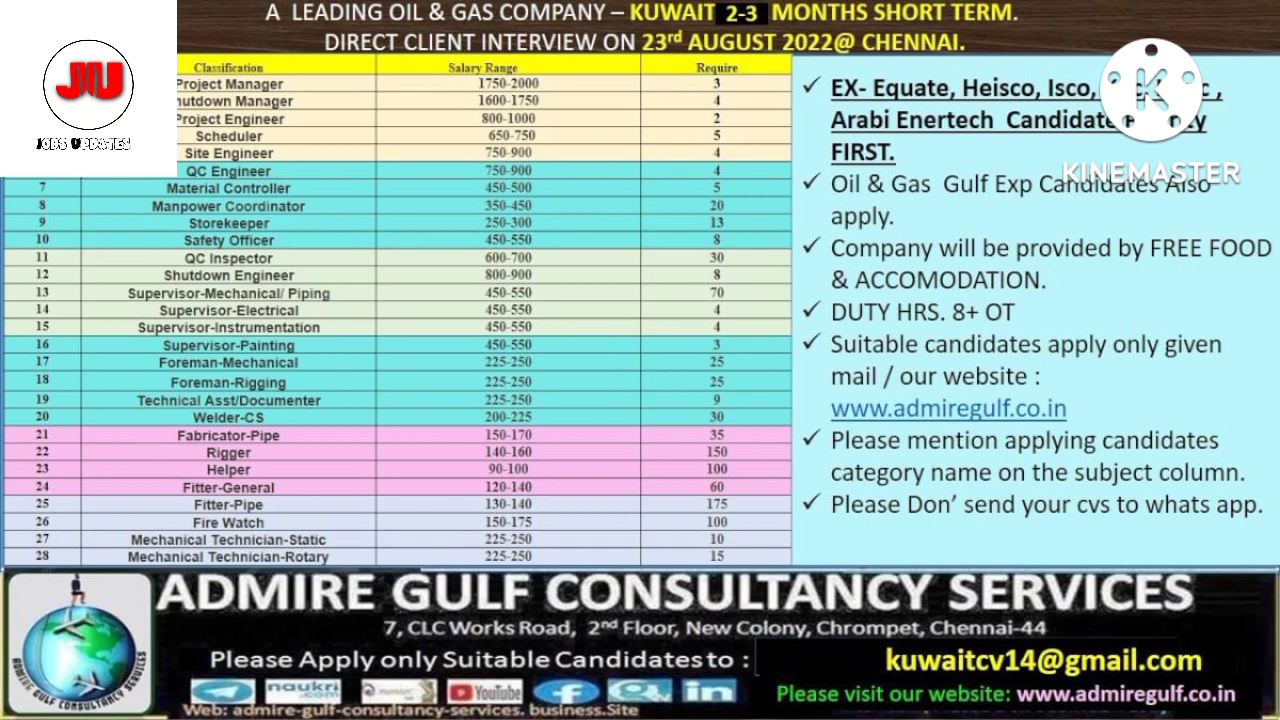 A LEADING OIL & GAS COMPANY – KUWAIT 2-3 MONTHS SHORT TERM.
DIRECT CLIENT INTERVIEW ON 23rd AUGUST 2022@ CHENNAI.
JU
JOBS UPDATES
Classification Salary Range Require
Project Manager 1750-2000 3
hutdown Manager 1600-1750 4
Project Engineer 800-1000 2
Scheduler 650-750 5
Site Engineer 750-900 4
QC Engineer 750-900 4
7 Material Controller 450-500 5
8 Manpower Coordinator 350-450 20
9 Storekeeper 250-300 13
10 Safety Officer 450-550 8
11 QC Inspector 600-700 30
12 Shutdown Engineer 800-900 8
13 Supervisor-Mechanical/ Piping 450-550 70
14 Supervisor-Electrical 450-550 4
15 Supervisor-Instrumentation 450-550 4
16 Supervisor-Painting 450-550 3
17 Foreman-Mechanical 225-250 25
18 Foreman-Rigging 225-250 25
19 Technical Asst/Documenter 225-250 9
20 Welder-CS 200-225 30
21 Fabricator-Pipe 150-170 35
22 Rigger 140-160 150
23 Helper 90-100 100
24 Fitter-General 120-140 60
25 Fitter-Pipe 130-140 175
26 Fire Watch 150-175 100
27 Mechanical Technician-Static 225-250 10
28 Mechanical Technician-Rotary 225-250 15
✓ EX- Equate, Heisco, Isco,
Arabi Enertech Candidate
FIRST.
K
KINEMASTER
✓ Oil & Gas Gulf Exp Candidates Also
apply.
✓ Company will be provided by FREE FOOD
& ACCOMODATION.
✓ DUTY HRS. 8+ OT
✓ Suitable candidates apply only given
mail / our website :
www.admiregulf.co.in
✓ Please mention applying candidates
category name on the subject column.
✓ Please Don' send your cvs to whats app.
ADMIRE GULF CONSULTANCY SERVICES
ADMIRE GULF CONSULTANCY SERVICES
7, CLC Works Road, 2nd Floor, New Colony, Chrompet, Chennai-44
Please Apply only Suitable Candidates to : kuwaitcv14@gmail.com
naukri.com YouTube f in
Please visit our website: www.admiregulf.co.in
Web: admire-gulf-consultancy-services. business.Site